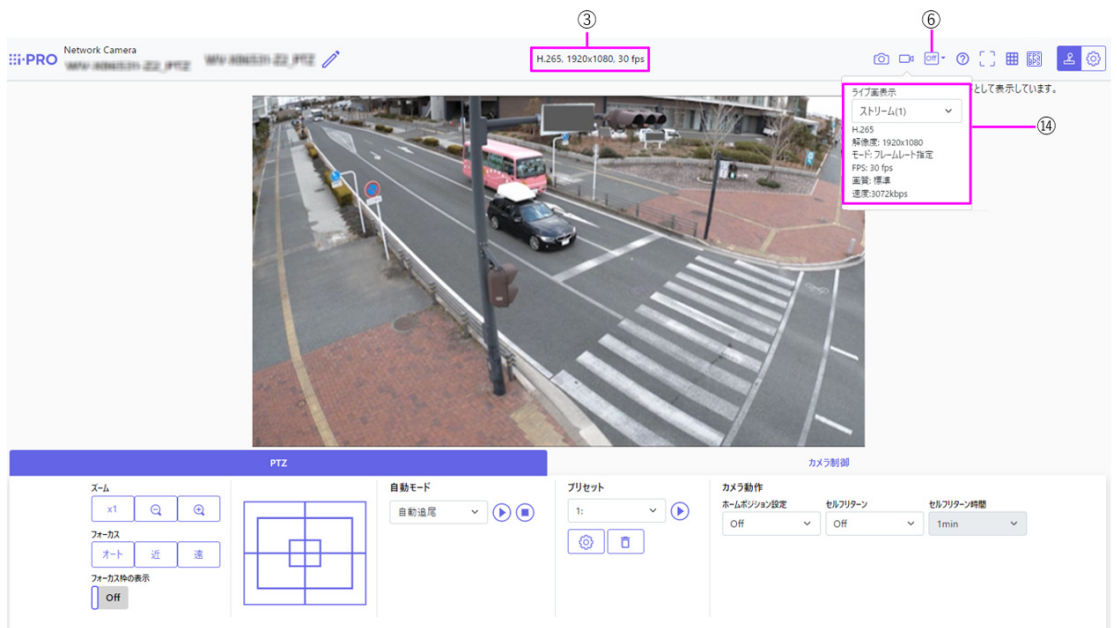 ③
⑥
i-PRO
Network Camera
H.265, 1920x1080, 30 fps
Off
として表示しています。
ライブ画表示
ストリーム(1)
⑭
H.265
解像度: 1920x1080
モード: フレームレート指定
FPS: 30 fps
画質: 標準
速度:3072kbps
PTZ
カメラ制御
ズーム
x1
フォーカス
オート
近
遠
フォーカス枠の表示
Off
自動モード
自動追尾
プリセット
1:
カメラ動作
ホームポジション設定
セルフリターン
セルフリターン時間
Off
Off
1min